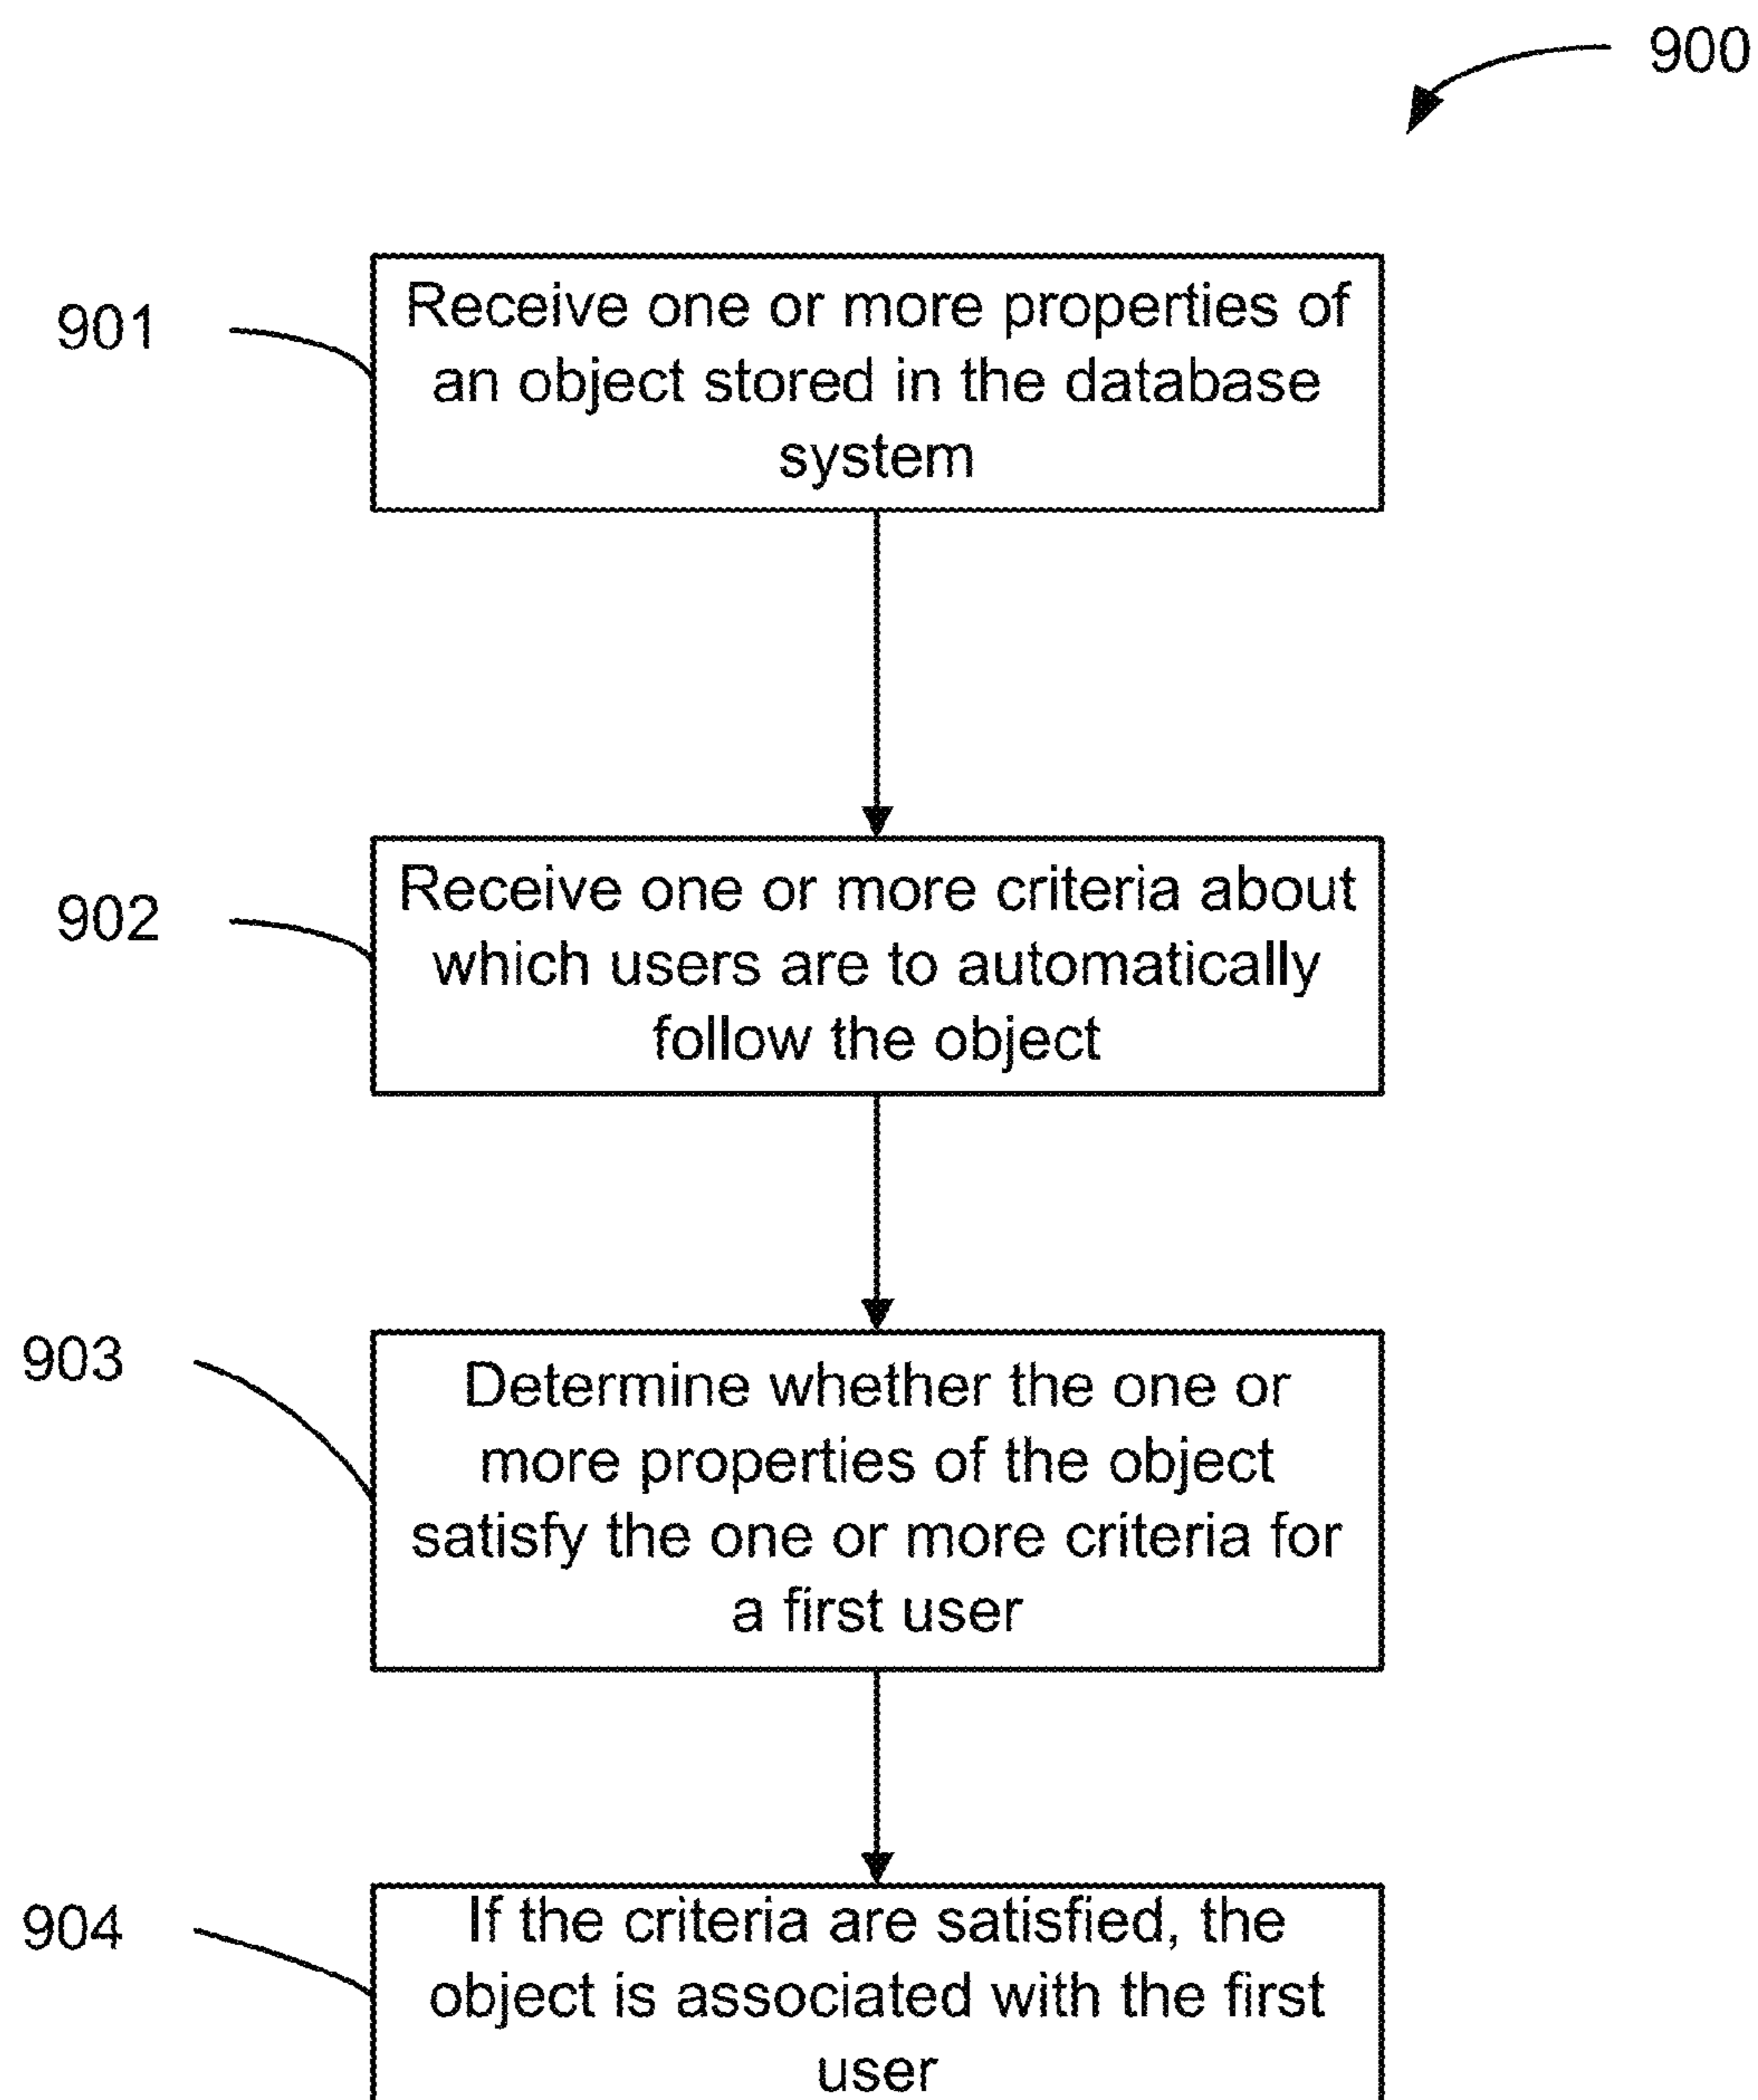 900
901
Receive one or more properties of
an object stored in the database
system
902
Receive one or more criteria about
which users are to automatically
follow the object
903
Determine whether the one or
more properties of the object
satisfy the one or more criteria for
a first user
904
If the criteria are satisfied, the
object is associated with the first
user